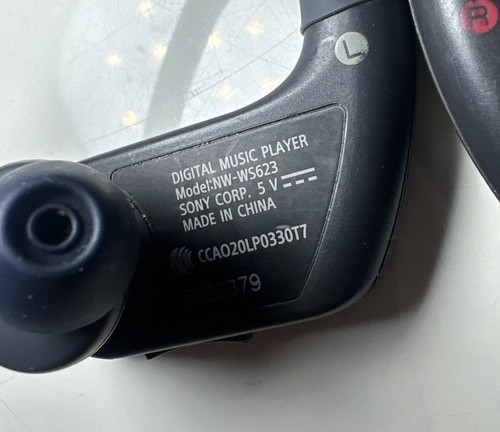 L
R
DIGITAL MUSIC PLAYER
Model:NW-WS623
SONY CORP. 5 V
MADE IN CHINA
CCAO20LP0330T7